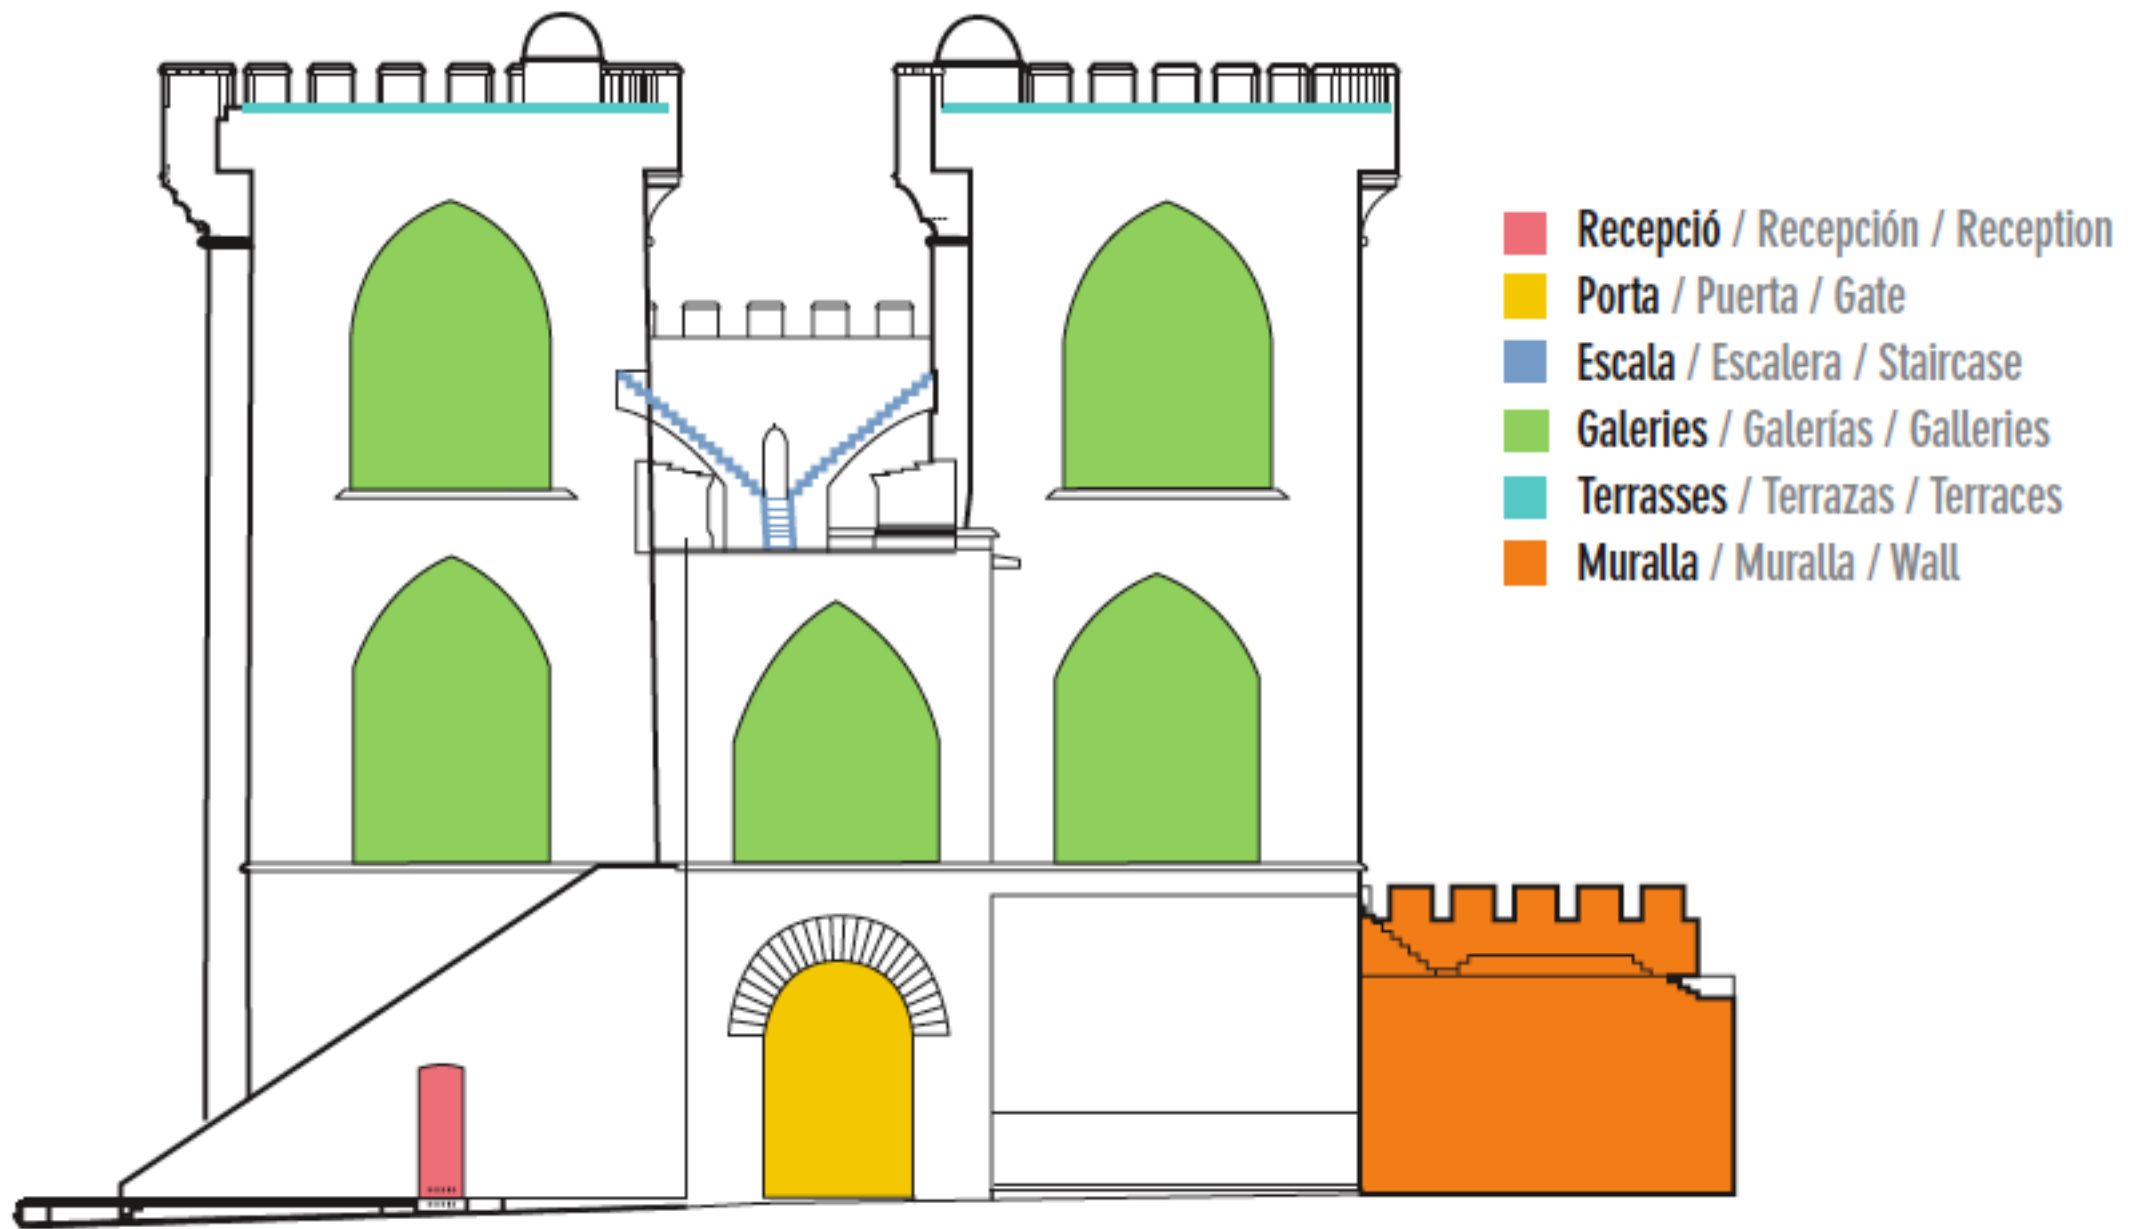 Recepció / Recepción / Reception
Porta / Puerta / Gate
Escala / Escalera / Staircase
Galeries / Galerías / Galleries
Terrasses / Terrazas / Terraces
Muralla / Muralla / Wall